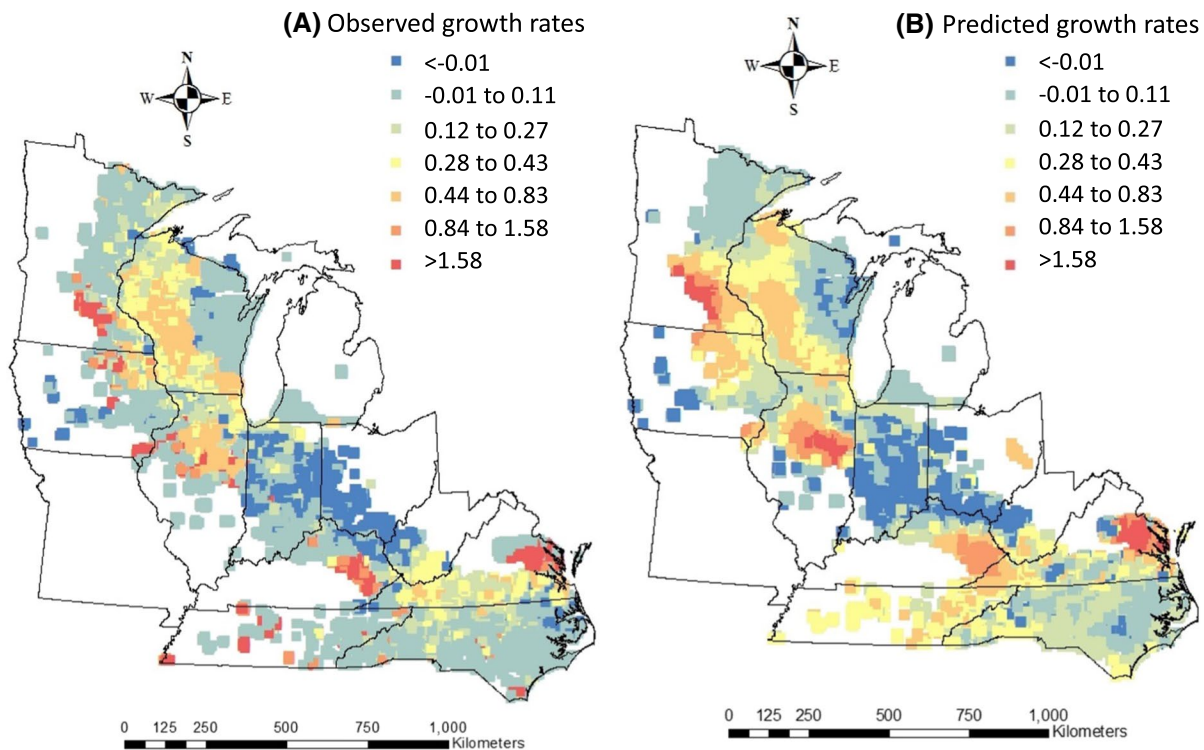 (A) Observed growth rates
N
W E
S
<-0.01
-0.01 to 0.11
0.12 to 0.27
0.28 to 0.43
0.44 to 0.83
0.84 to 1.58
>1.58
0 125 250 500 750 1,000
Kilometers
(B) Predicted growth rates
N
W E
S
<-0.01
-0.01 to 0.11
0.12 to 0.27
0.28 to 0.43
0.44 to 0.83
0.84 to 1.58
>1.58
0 125 250 500 750 1,000
Kilometers